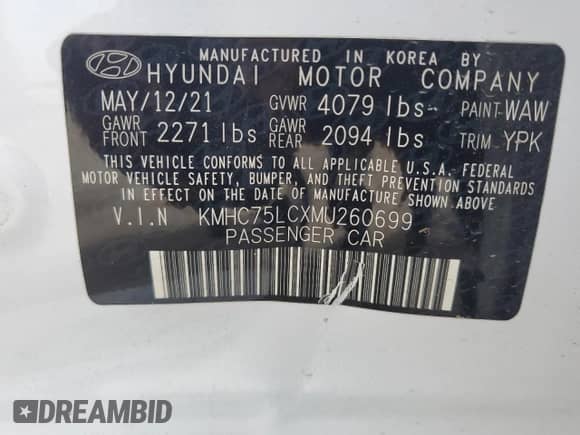 MANUFACTURED IN KOREA BY
HYUNDAI MOTOR COMPANY
MAY/12/21 GVWR 4079 lbs PAINT WAW
GAWR FRONT 2271 lbs GAWR REAR 2094 lbs TRIM YPK
THIS VEHICLE CONFORMS TO ALL APPLICABLE U.S.A. FEDERAL
MOTOR VEHICLE SAFETY, BUMPER, AND THEFT PREVENTION STANDARDS
IN EFFECT ON THE DATE OF MANUFACTURE SHOWN ABOVE.
V.I.N KMHC75LCXMU260699
PASSENGER CAR
DREAMBID